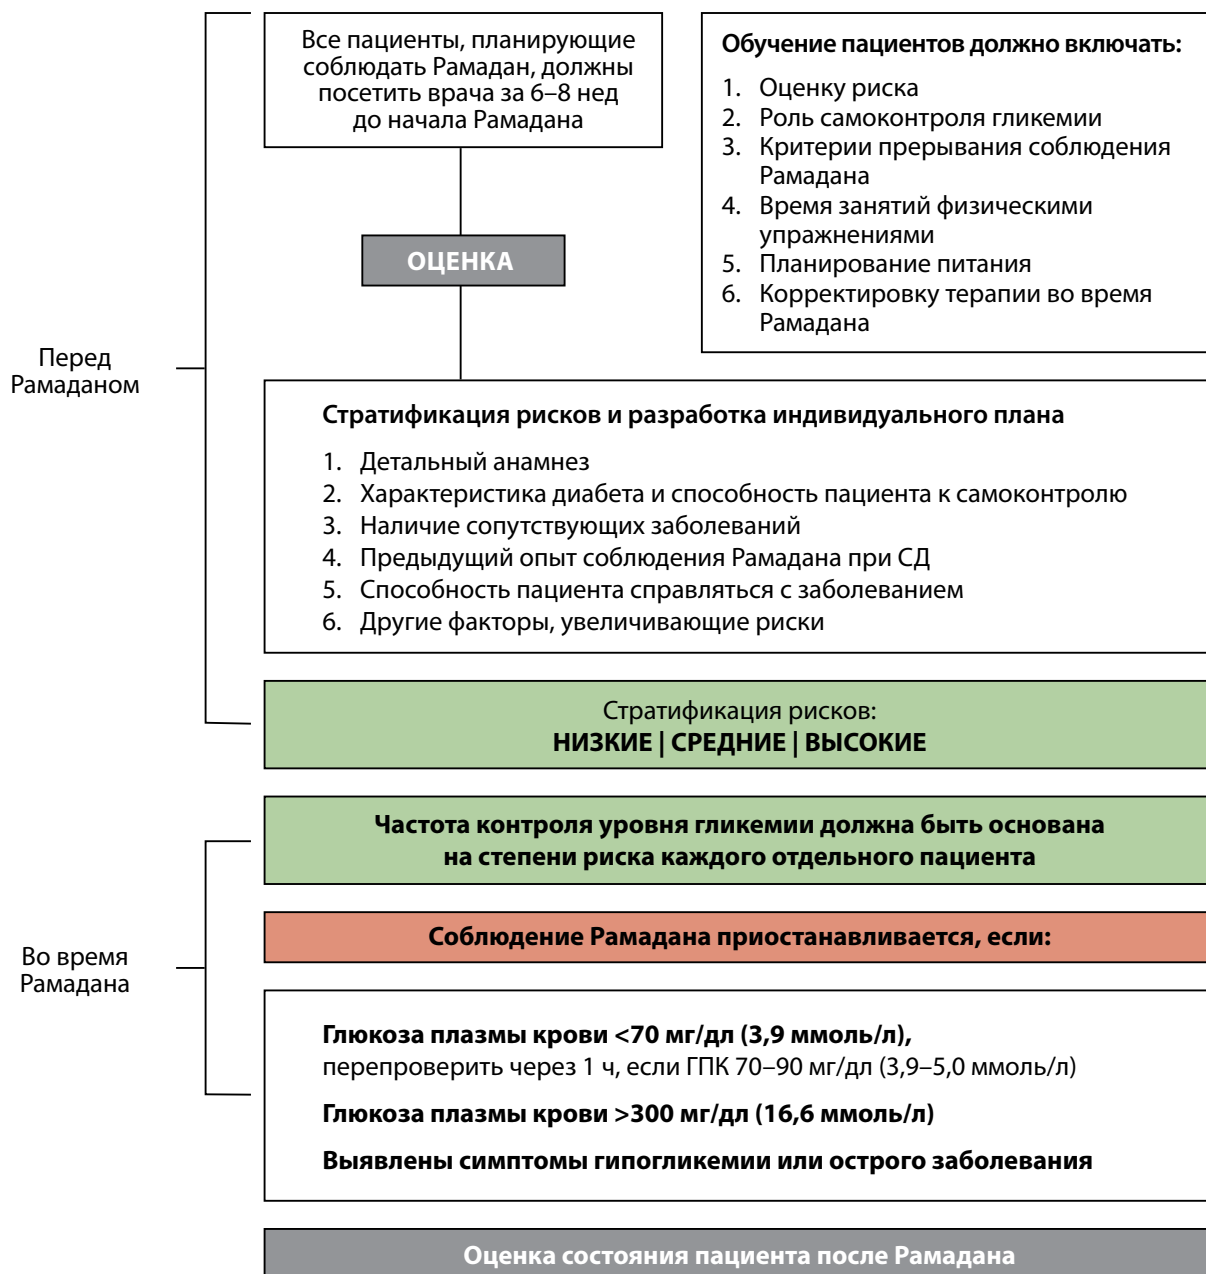 Все пациенты, планирующие
соблюдать Рамадан, должны
посетить врача за 6–8 нед
до начала Рамадана
Обучение пациентов должно включать:
1. Оценку риска
2. Роль самоконтроля гликемии
3. Критерии прерывания соблюдения
Рамадана
4. Время занятий физическими
упражнениями
5. Планирование питания
6. Корректировку терапии во время
Рамадана
ОЦЕНКА
Перед
Рамаданом
Стратификация рисков и разработка индивидуального плана
1. Детальный анамнез
2. Характеристика диабета и способность пациента к самоконтролю
3. Наличие сопутствующих заболеваний
4. Предыдущий опыт соблюдения Рамадана при СД
5. Способность пациента справляться с заболеванием
6. Другие факторы, увеличивающие риски
Стратификация рисков:
НИЗКИЕ | СРЕДНИЕ | ВЫСОКИЕ
Частота контроля уровня гликемии должна быть основана
на степени риска каждого отдельного пациента
Соблюдение Рамадана приостанавливается, если:
Во время
Рамадана
Глюкоза плазмы крови <70 мг/дл (3,9 ммоль/л),
перепроверить через 1 ч, если ГПК 70–90 мг/дл (3,9–5,0 ммоль/л)
Глюкоза плазмы крови >300 мг/дл (16,6 ммоль/л)
Выявлены симптомы гипогликемии или острого заболевания
Оценка состояния пациента после Рамадана